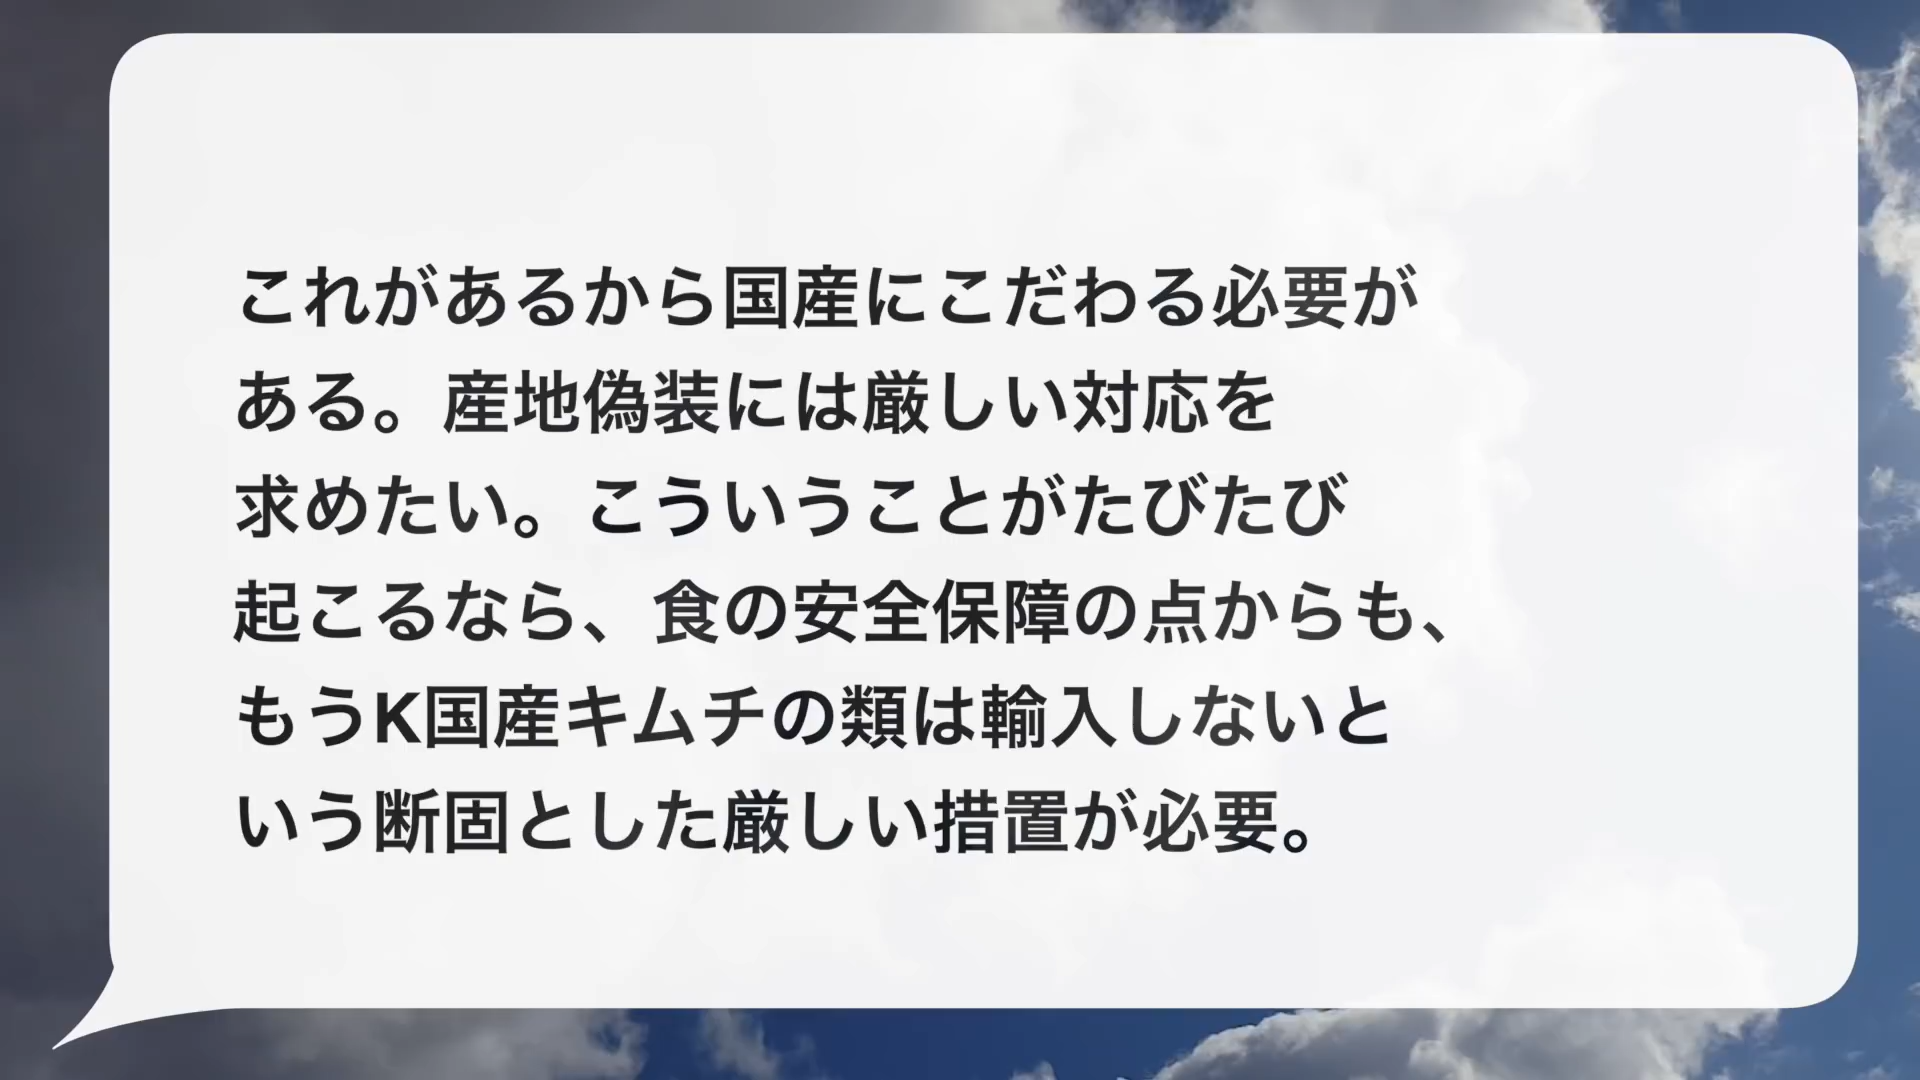 これがあるから国産にこだわる必要が
ある。産地偽装には厳しい対応を
求めたい。こういうことがたびたび
起こるなら、食の安全保障の点からも、
もうK国産キムチの類は輸入しないと
いう断固とした厳しい措置が必要。